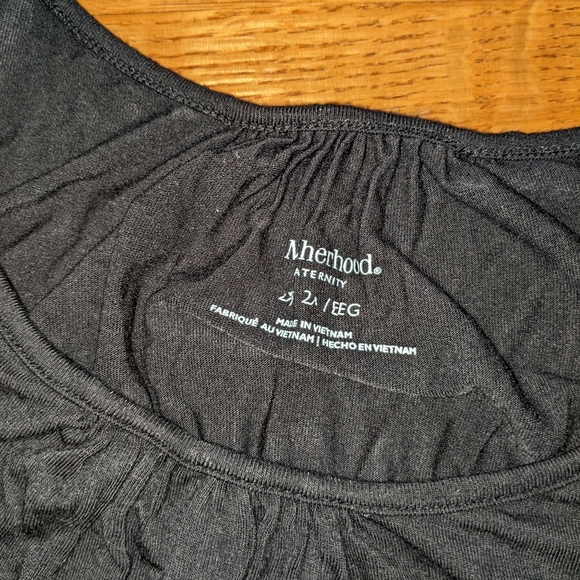 Mherhood®
ATERNITY
2X / EEG
MADE IN VIETNAM
FABRIQUÉ AU VIETNAM | HECHO EN VIETNAM